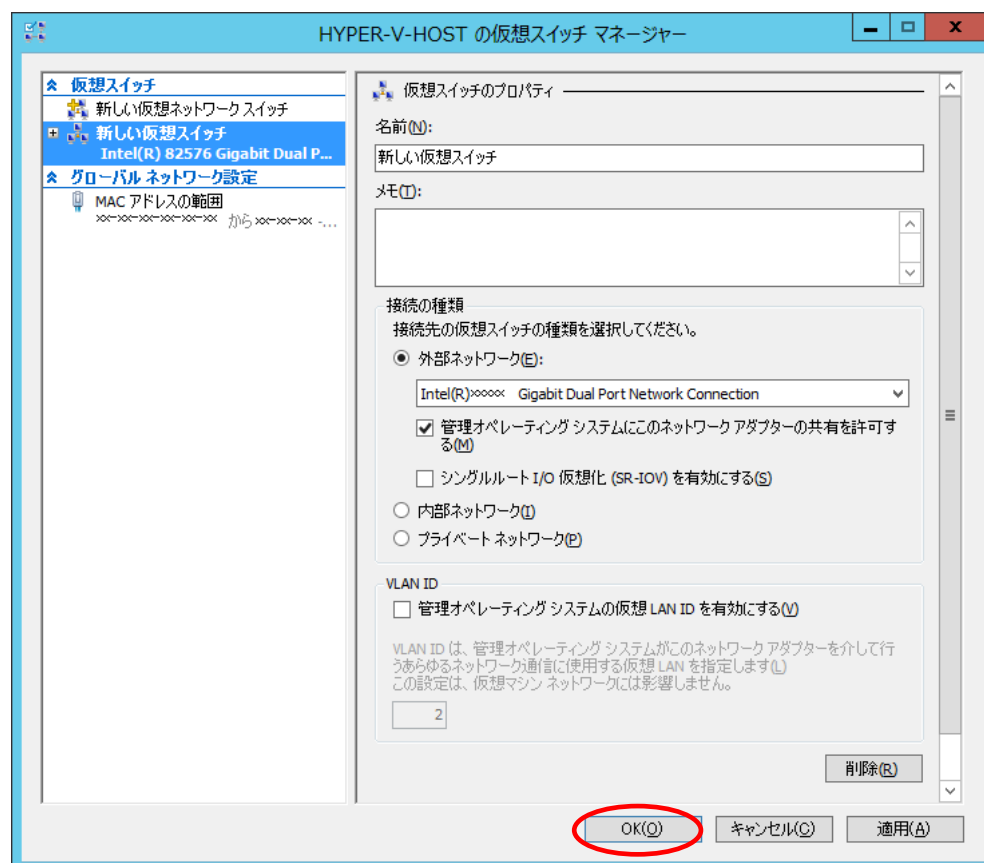 HYPER-V-HOST の仮想スイッチ マネージャー
仮想スイッチ
新しい仮想ネットワーク スイッチ
新しい仮想スイッチ
Intel(R) 82576 Gigabit Dual P...
グローバル ネットワーク設定
MAC アドレスの範囲
xx-xx-xx-xx-xx-xx から xx-xx-xx -...
仮想スイッチのプロパティ
名前(N):
新しい仮想スイッチ
メモ(T):
接続の種類
接続先の仮想スイッチの種類を選択してください。
外部ネットワーク(E):
Intel(R)xxxxx Gigabit Dual Port Network Connection
管理オペレーティング システムにこのネットワーク アダプターの共有を許可す
る(M)
シングルルート I/O 仮想化 (SR-IOV) を有効にする(S)
内部ネットワーク(I)
プライベート ネットワーク(P)
VLAN ID
管理オペレーティング システムの仮想 LAN ID を有効にする(V)
VLAN ID は、管理オペレーティング システムがこのネットワーク アダプターを介して行
うあらゆるネットワーク通信に使用する仮想 LAN を指定します(L)
この設定は、仮想マシン ネットワークには影響しません。
2
削除(R)
OK(O)
キャンセル(C)
適用(A)